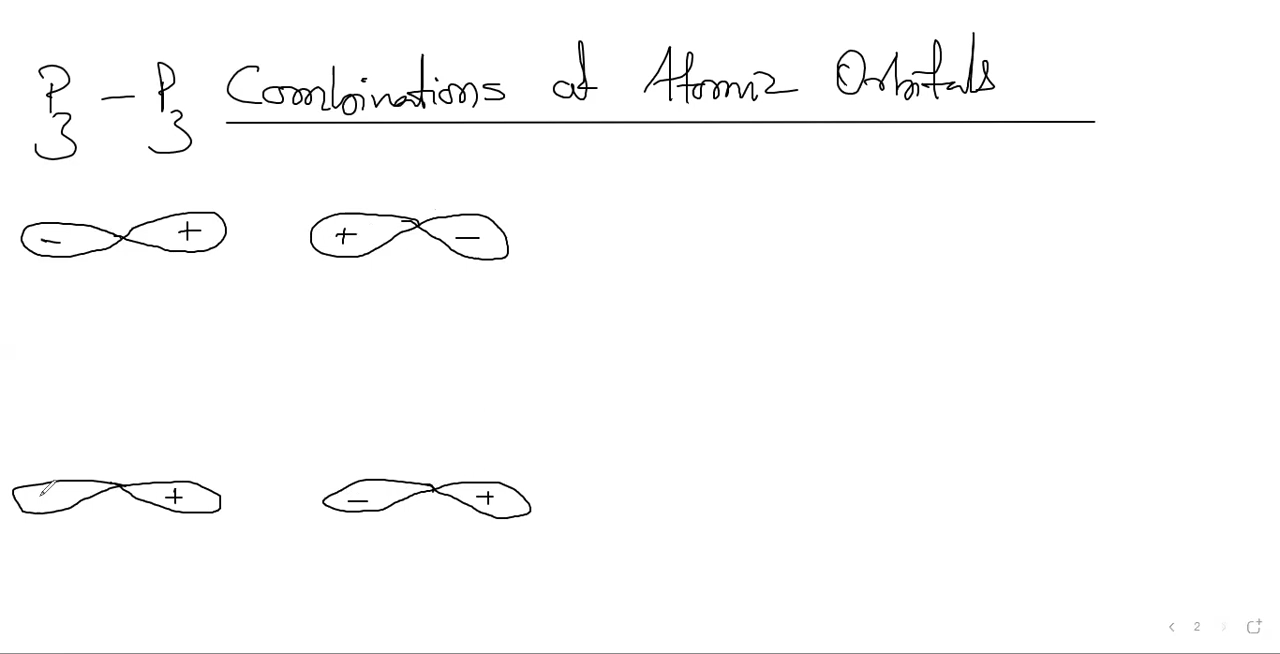 P3 - P3 Combinations of Atomic Orbitals
- + + -
+ - +
2